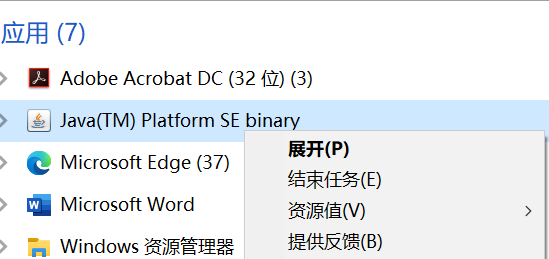 应用 (7)
Adobe Acrobat DC (32 位) (3)
Java(TM) Platform SE binary
展开(P)
Microsoft Edge (37)
结束任务(E)
Microsoft Word
资源值(V)
Windows 资源管理器
提供反馈(B)